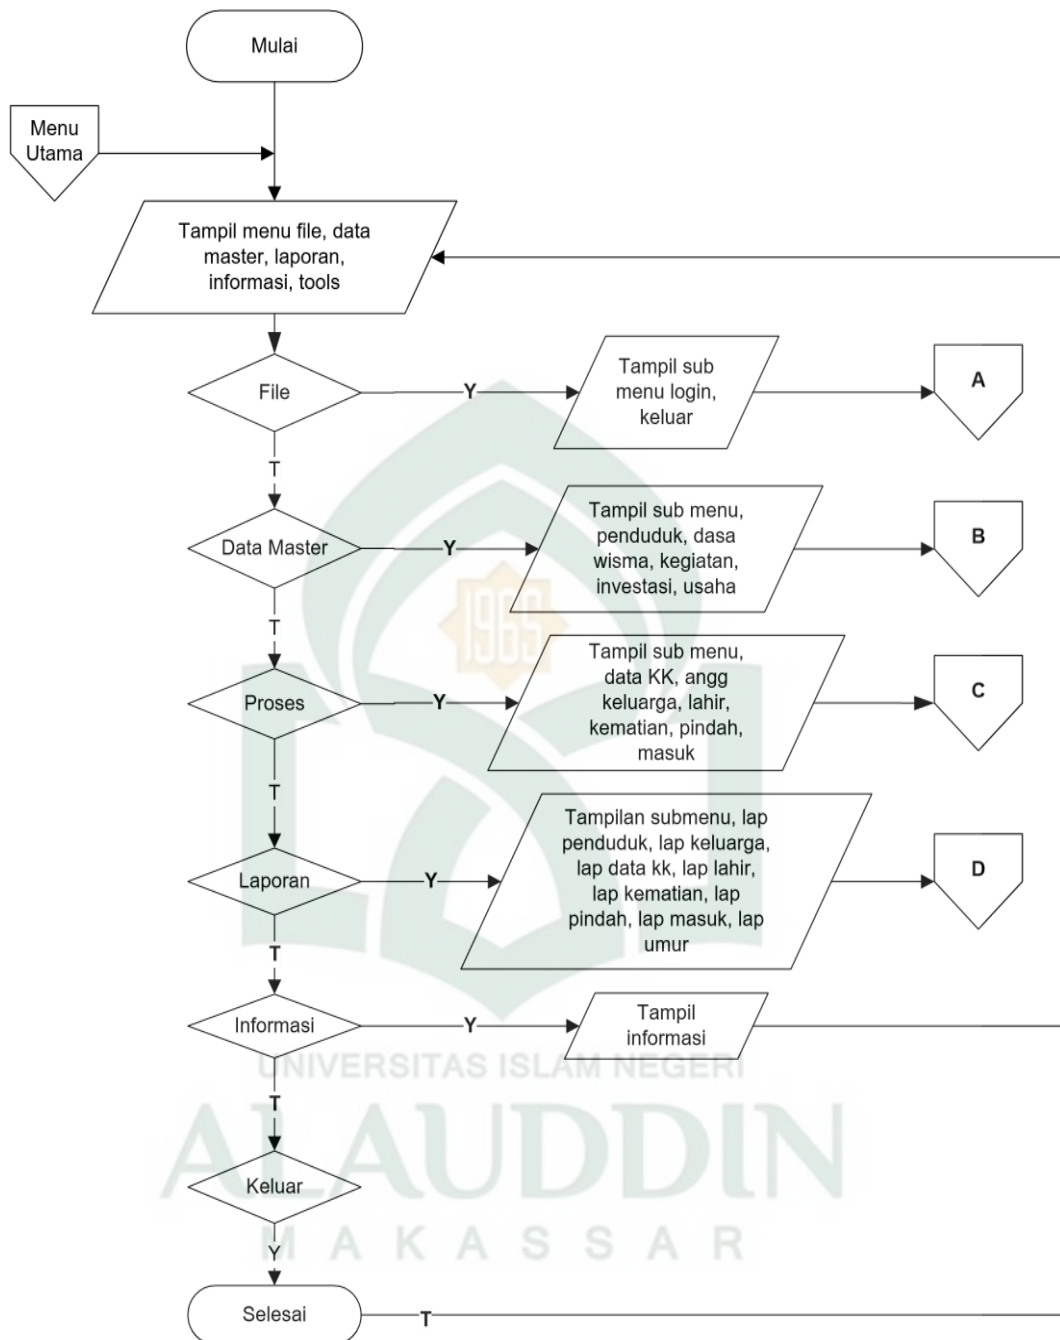 Mulai
Menu
Utama
Tampil menu file, data
master, laporan,
informasi, tools
File
Y
Tampil sub
menu login,
keluar
A
T
Data Master
Y
Tampil sub menu,
penduduk, dasa
wisma, kegiatan,
investasi, usaha
B
1965
T
Proses
Y
Tampil sub menu,
data KK, angg
keluarga, lahir,
kematian, pindah,
masuk
C
T
Laporan
Y
Tampilan submenu, lap
penduduk, lap keluarga,
lap data kk, lap lahir,
lap kematian, lap
pindah, lap masuk, lap
umur
D
T
Informasi
Y
Tampil
informasi
UNIVERSITAS ISLAM NEGERI
T
ALAUDDIN
Keluar
Y
MAKASSAR
Selesai
T